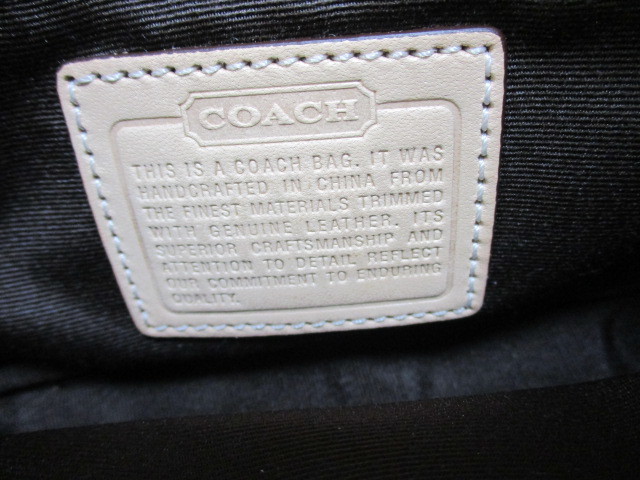 COACH
THIS IS A COACH BAG. IT WAS
HANDCRAFTED IN CHINA FROM
THE FINEST MATERIALS TRIMMED
WITH GENUINE LEATHER. ITS
SUPERIOR CRAFTSMANSHIP AND
ATTENTION TO DETAIL REFLECT
OUR COMMITMENT TO ENDURING
QUALITY.